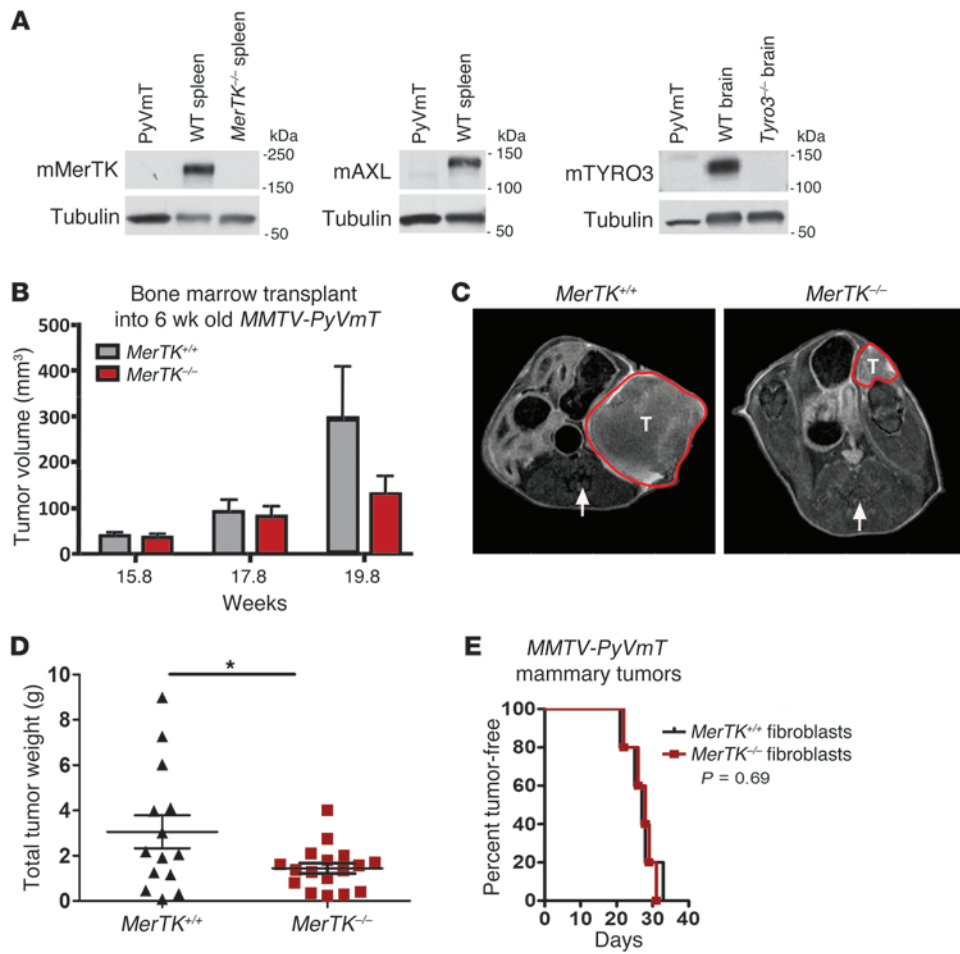 A
PyVmT
WT spleen
MerTK–/– spleen
kDa
mMerTK
-250
-150
Tubulin
- 50
PyVmT
WT spleen
kDa
mAXL
- 150
- 100
Tubulin
- 50
PyVmT
WT brain
Tyro3–/– brain
kDa
mTYRO3
- 150
- 100
Tubulin
- 50
B
Bone marrow transplant
into 6 wk old MMTV-PyVmT
Tumor volume (mm³)
500
400
300
200
100
0
MerTK+/+
MerTK–/–
15.8
17.8
19.8
Weeks
C
MerTK+/+
MerTK–/–
T
T
D
Total tumor weight (g)
10
8
6
4
2
0
*
MerTK+/+
MerTK–/–
E
MMTV-PyVmT
mammary tumors
Percent tumor-free
100
80
60
40
20
0
MerTK+/+ fibroblasts
MerTK–/– fibroblasts
P = 0.69
0
10
20
30
40
Days